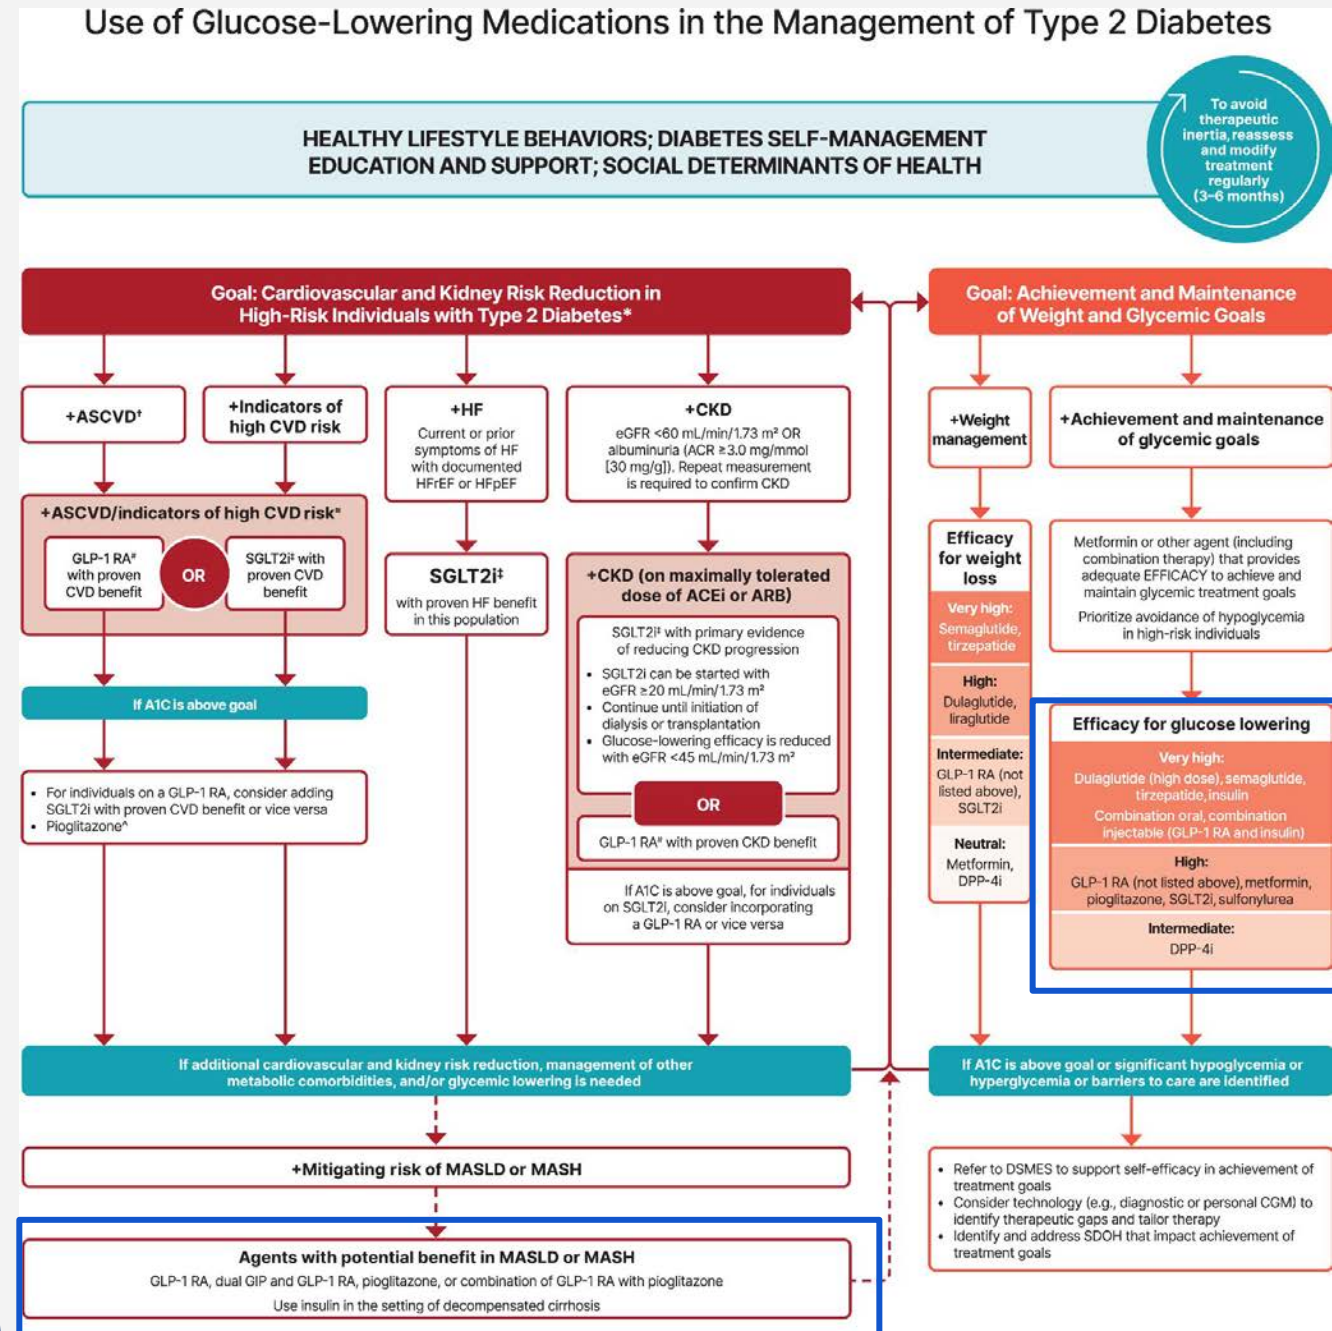 Use of Glucose-Lowering Medications in the Management of Type 2 Diabetes
HEALTHY LIFESTYLE BEHAVIORS; DIABETES SELF-MANAGEMENT
EDUCATION AND SUPPORT; SOCIAL DETERMINANTS OF HEALTH
To avoid
therapeutic
inertia, reassess
and modify
treatment
regularly
(3–6 months)
Goal: Cardiovascular and Kidney Risk Reduction in
High-Risk Individuals with Type 2 Diabetes*
+ASCVD†
+Indicators of
high CVD risk
+HF
Current or prior
symptoms of HF
with documented
HFrEF or HFpEF
+CKD
eGFR <60 mL/min/1.73 m² OR
albuminuria (ACR ≥3.0 mg/mmol
[30 mg/g]). Repeat measurement
is required to confirm CKD
+ASCVD/indicators of high CVD risk*
GLP-1 RA#
with proven
CVD benefit
OR
SGLT2i‡ with
proven CVD
benefit
SGLT2i‡
with proven HF benefit
in this population
+CKD (on maximally tolerated
dose of ACEi or ARB)
SGLT2i‡ with primary evidence
of reducing CKD progression
• SGLT2i can be started with
eGFR ≥20 mL/min/1.73 m²
• Continue until initiation of
dialysis or transplantation
• Glucose-lowering efficacy is reduced
with eGFR <45 mL/min/1.73 m²
OR
GLP-1 RA# with proven CKD benefit
If A1C is above goal, for individuals
on SGLT2i, consider incorporating
a GLP-1 RA or vice versa
If A1C is above goal
• For individuals on a GLP-1 RA, consider adding
SGLT2i with proven CVD benefit or vice versa
• Pioglitazone^
If additional cardiovascular and kidney risk reduction, management of other
metabolic comorbidities, and/or glycemic lowering is needed
+Mitigating risk of MASLD or MASH
Agents with potential benefit in MASLD or MASH
GLP-1 RA, dual GIP and GLP-1 RA, pioglitazone, or combination of GLP-1 RA with pioglitazone
Use insulin in the setting of decompensated cirrhosis
Goal: Achievement and Maintenance
of Weight and Glycemic Goals
+Weight
management
Efficacy
for weight
loss
Very high:
Semaglutide,
tirzepatide
High:
Dulaglutide,
liraglutide
Intermediate:
GLP-1 RA (not
listed above),
SGLT2i
Neutral:
Metformin,
DPP-4i
+Achievement and maintenance
of glycemic goals
Metformin or other agent (including
combination therapy) that provides
adequate EFFICACY to achieve and
maintain glycemic treatment goals
Prioritize avoidance of hypoglycemia
in high-risk individuals
Efficacy for glucose lowering
Very high:
Dulaglutide (high dose), semaglutide,
tirzepatide, insulin
Combination oral, combination
injectable (GLP-1 RA and insulin)
High:
GLP-1 RA (not listed above), metformin,
pioglitazone, SGLT2i, sulfonylurea
Intermediate:
DPP-4i
If A1C is above goal or significant hypoglycemia or
hyperglycemia or barriers to care are identified
• Refer to DSMES to support self-efficacy in achievement of
treatment goals
• Consider technology (e.g., diagnostic or personal CGM) to
identify therapeutic gaps and tailor therapy
• Identify and address SDOH that impact achievement of
treatment goals